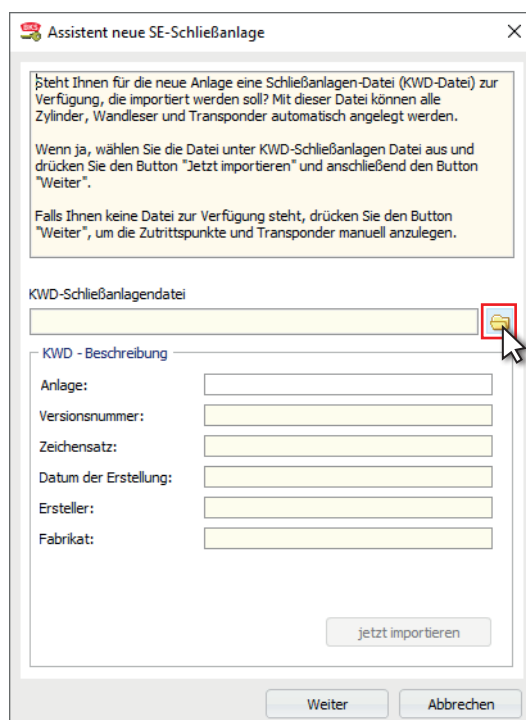 BKS
Assistent neue SE-Schließanlage
Steht Ihnen für die neue Anlage eine Schließanlagen-Datei (KWD-Datei) zur
Verfügung, die importiert werden soll? Mit dieser Datei können alle
Zylinder, Wandleser und Transponder automatisch angelegt werden.
Wenn ja, wählen Sie die Datei unter KWD-Schließanlagen Datei aus und
drücken Sie den Button "Jetzt importieren" und anschließend den Button
"Weiter".
Falls Ihnen keine Datei zur Verfügung steht, drücken Sie den Button
"Weiter", um die Zutrittspunkte und Transponder manuell anzulegen.
KWD-Schließanlagendatei
KWD - Beschreibung
Anlage:
Versionsnummer:
Zeichensatz:
Datum der Erstellung:
Ersteller:
Fabrikat:
jetzt importieren
Weiter
Abbrechen